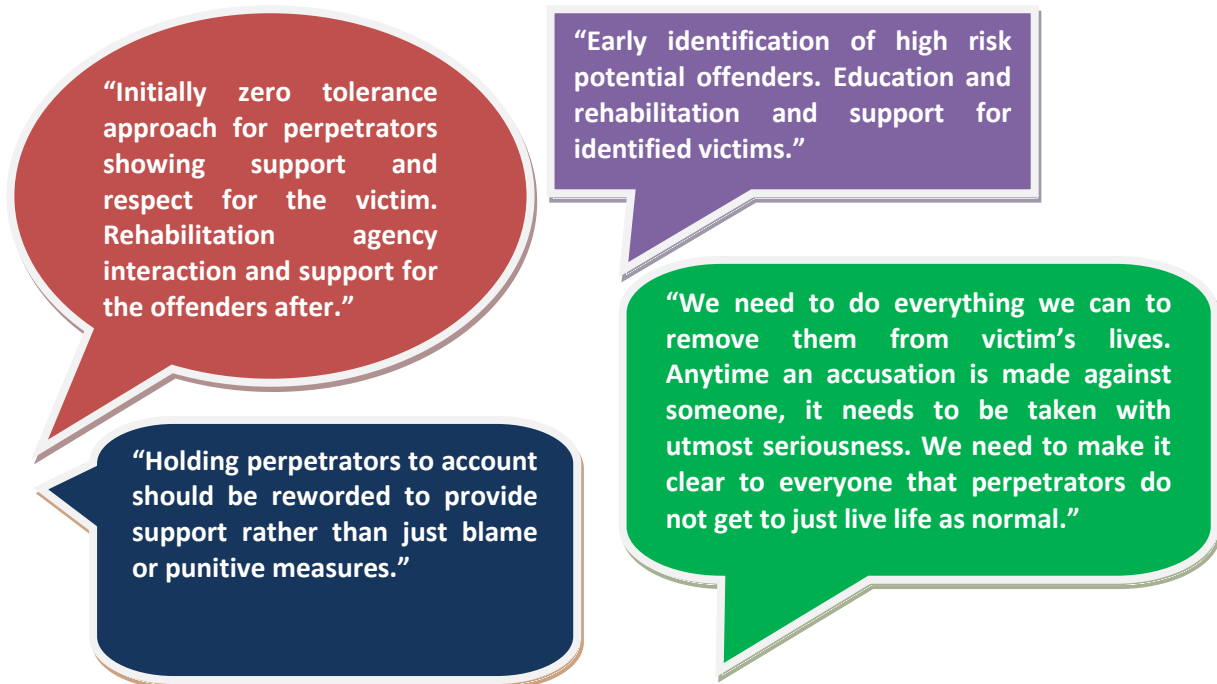 “Initially zero tolerance
approach for perpetrators
showing support and
respect for the victim.
Rehabilitation agency
interaction and support for
the offenders after.”
“Early identification of high risk
potential offenders. Education and
rehabilitation and support for
identified victims.”
“Holding perpetrators to account
should be reworded to provide
support rather than just blame
or punitive measures.”
“We need to do everything we can to
remove them from victim’s lives.
Anytime an accusation is made against
someone, it needs to be taken with
utmost seriousness. We need to make it
clear to everyone that perpetrators do
not get to just live life as normal.”